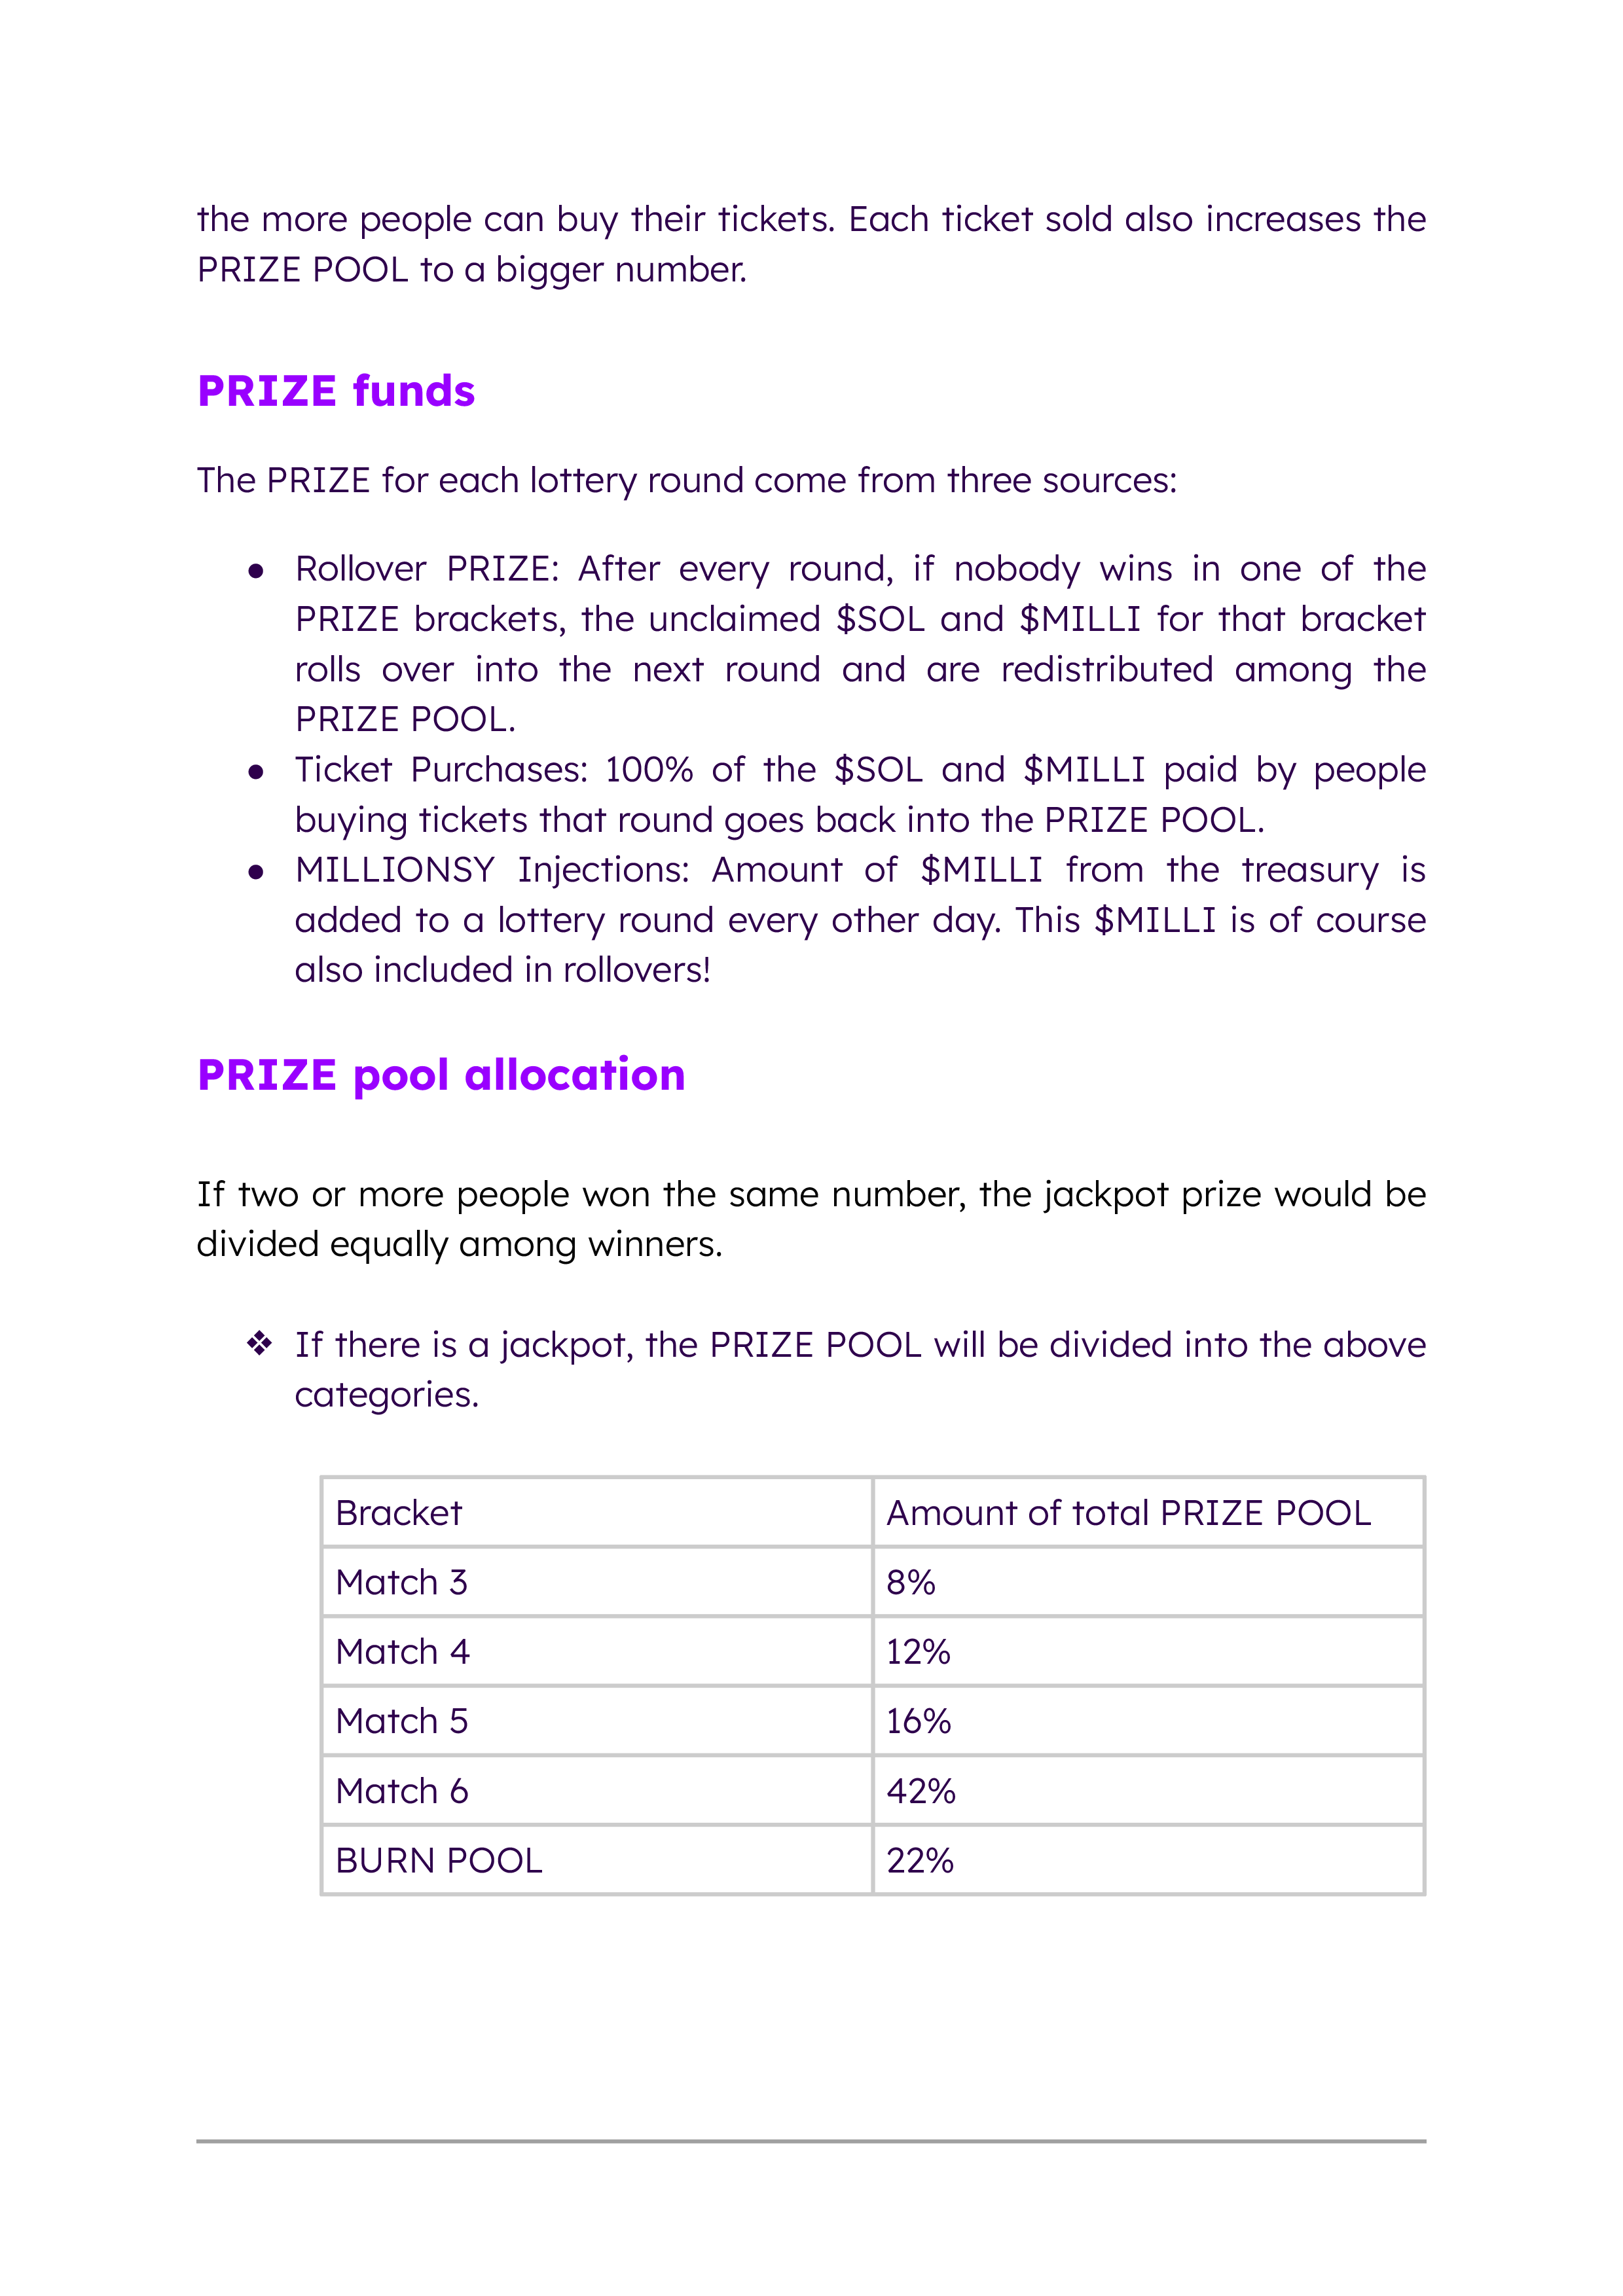 the more people can buy their tickets. Each ticket sold also increases the
PRIZE POOL to a bigger number.
PRIZE funds
The PRIZE for each lottery round come from three sources:
● Rollover PRIZE: After every round, if nobody wins in one of the
PRIZE brackets, the unclaimed $SOL and $MILLI for that bracket
rolls over into the next round and are redistributed among the
PRIZE POOL.
● Ticket Purchases: 100% of the $SOL and $MILLI paid by people
buying tickets that round goes back into the PRIZE POOL.
● MILLIONSY Injections: Amount of $MILLI from the treasury is
added to a lottery round every other day. This $MILLI is of course
also included in rollovers!
PRIZE pool allocation
If two or more people won the same number, the jackpot prize would be
divided equally among winners.
❖ If there is a jackpot, the PRIZE POOL will be divided into the above
categories.
Bracket Amount of total PRIZE POOL
Match 3 8%
Match 4 12%
Match 5 16%
Match 6 42%
BURN POOL 22%